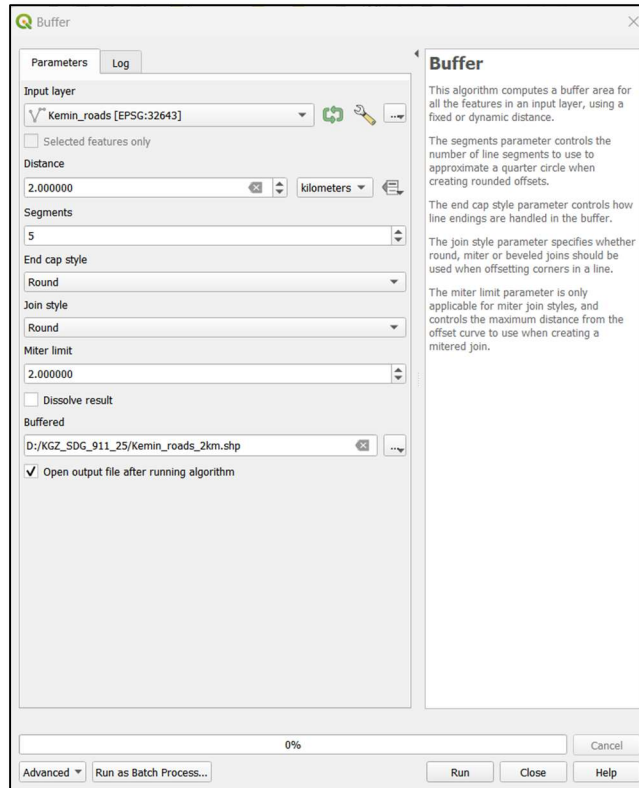 Buffer
Parameters
Log
Input layer
Kemin_roads [EPSG:32643]
...
Selected features only
Distance
2.000000
kilometers
Segments
5
End cap style
Round
Join style
Round
Miter limit
2.000000
Dissolve result
Buffered
D:/KGZ_SDG_911_25/Kemin_roads_2km.shp
...
Open output file after running algorithm
Buffer
This algorithm computes a buffer area for
all the features in an input layer, using a
fixed or dynamic distance.
The segments parameter controls the
number of line segments to use to
approximate a quarter circle when
creating rounded offsets.
The end cap style parameter controls how
line endings are handled in the buffer.
The join style parameter specifies whether
round, miter or beveled joins should be
used when offsetting corners in a line.
The miter limit parameter is only
applicable for miter join styles, and
controls the maximum distance from the
offset curve to use when creating a
mitered join.
0%
Cancel
Advanced
Run as Batch Process...
Run
Close
Help